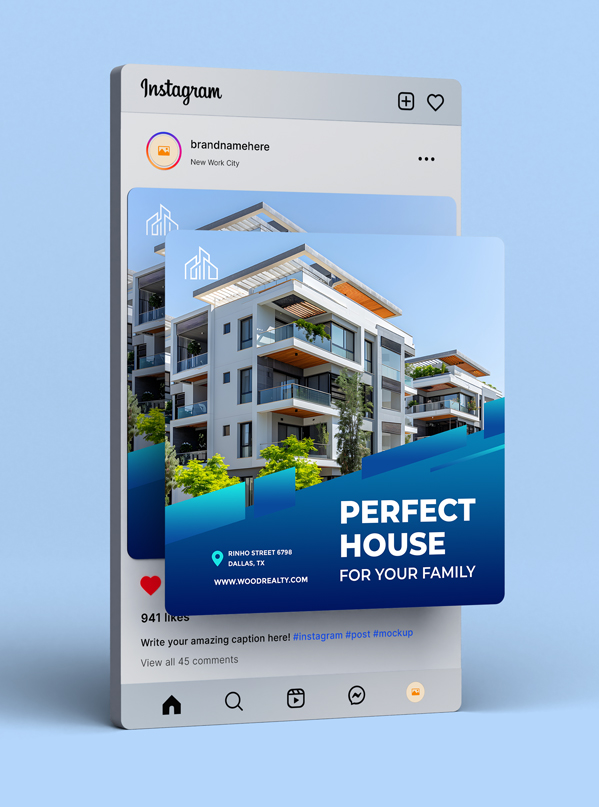 Instagram
brandnamehere
New Work City
RINHO STREET 6798
DALLAS, TX
WWW.WOODREALTY.COM
PERFECT
HOUSE
FOR YOUR FAMILY
941 likes
Write your amazing caption here! #instagram #post #mockup
View all 45 comments